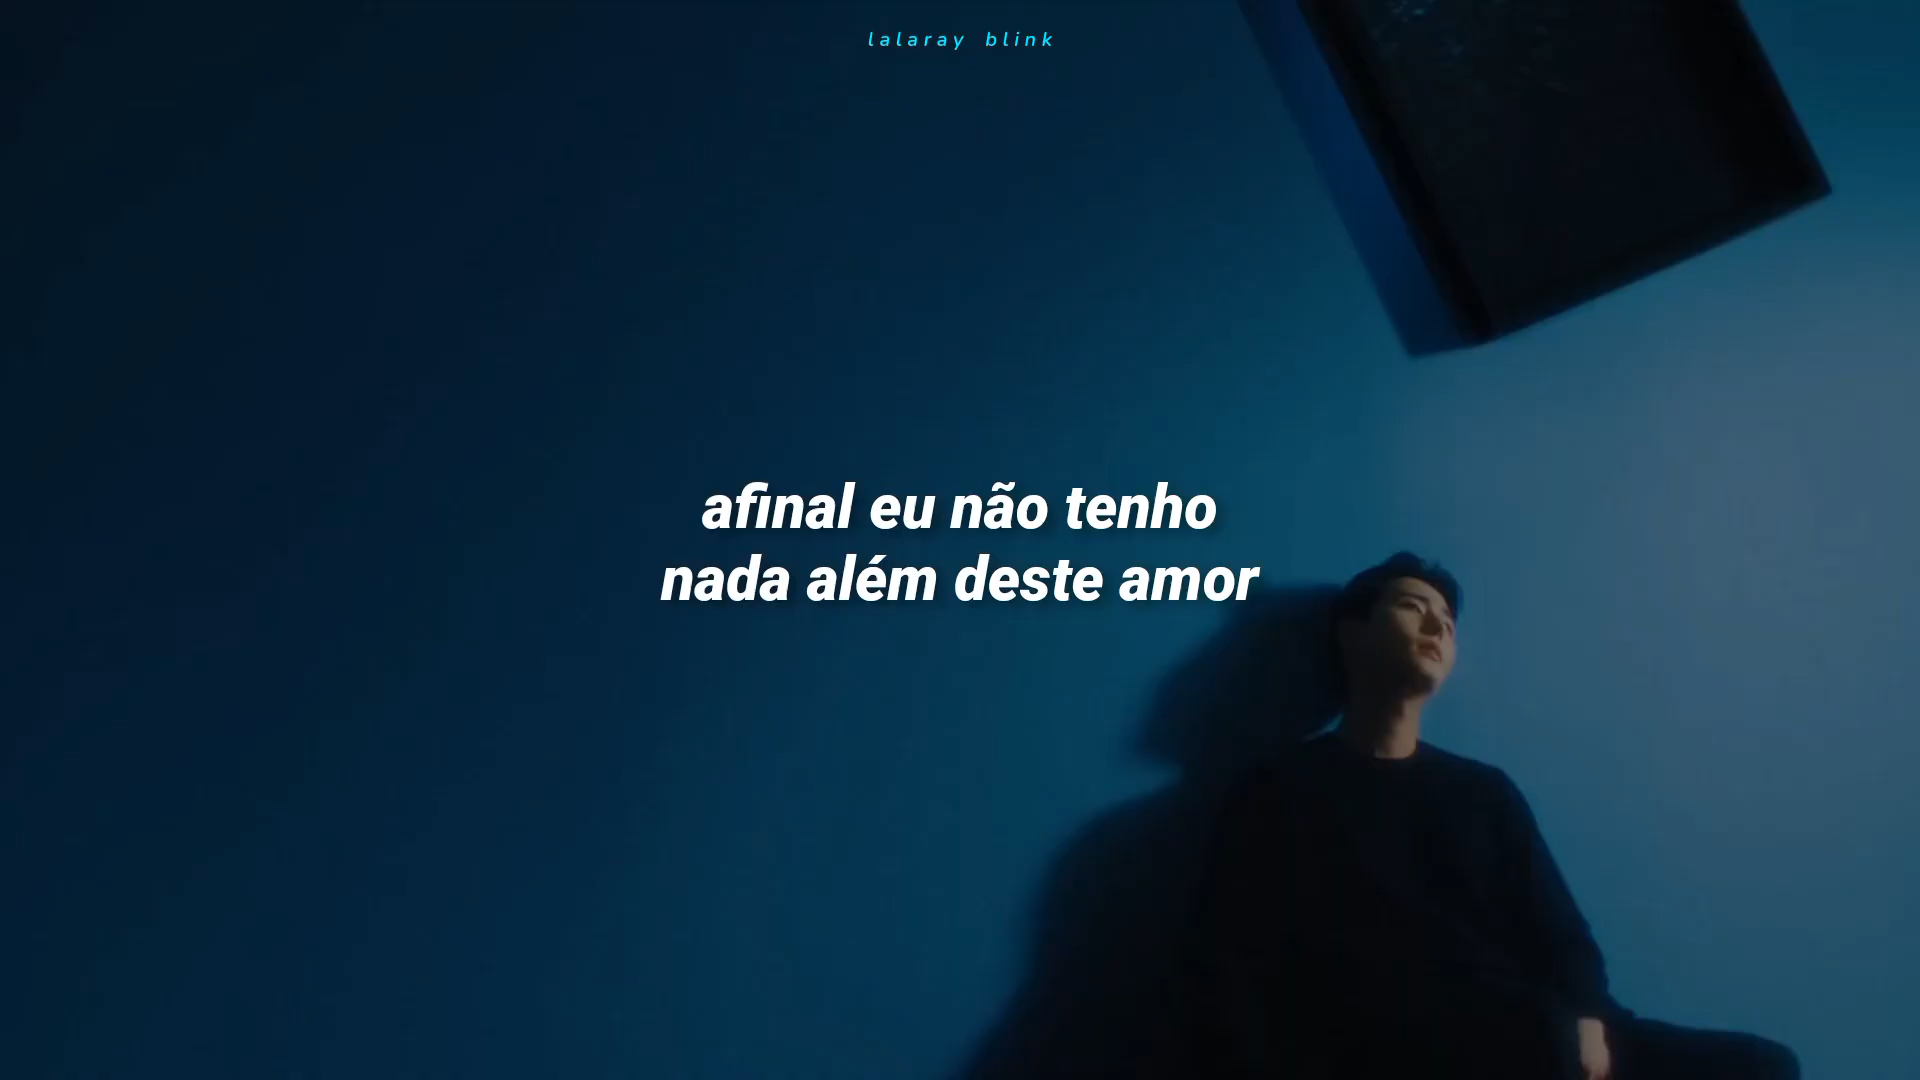 lalaray blink
afinal eu não tenho
nada além deste amor